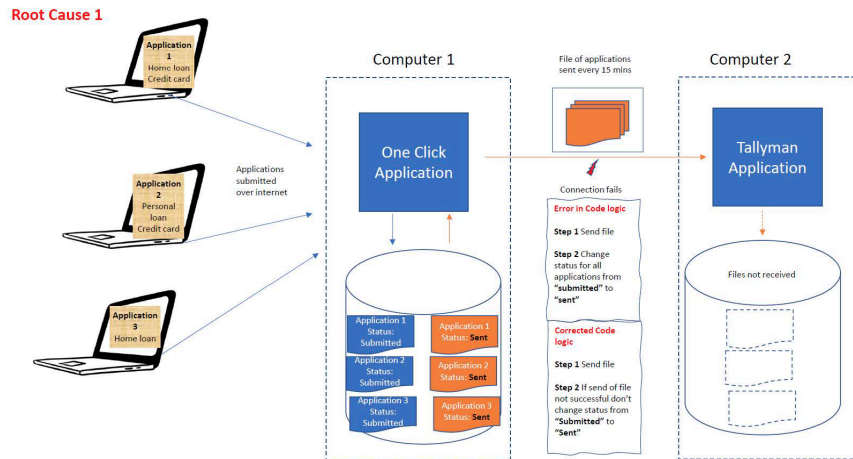 Root Cause 1
Application
1
Home loan
Credit card
Application
2
Personal
loan
Credit card
Application
3
Home loan
Applications
submitted
over internet
Computer 1
One Click
Application
Application 1
Status:
Submitted
Application 2
Status:
Submitted
Application 3
Status:
Submitted
Application 1
Status: Sent
Application 2
Status: Sent
Application 3
Status: Sent
File of applications
sent every 15 mins
Connection fails
Error in Code logic
Step 1 Send file
Step 2 Change
status for all
applications from
“submitted” to
“sent”
Corrected Code
logic
Step 1 Send file
Step 2 If send of file
not successful don’t
change status from
“Submitted” to
“Sent”
Computer 2
Tallyman
Application
Files not received